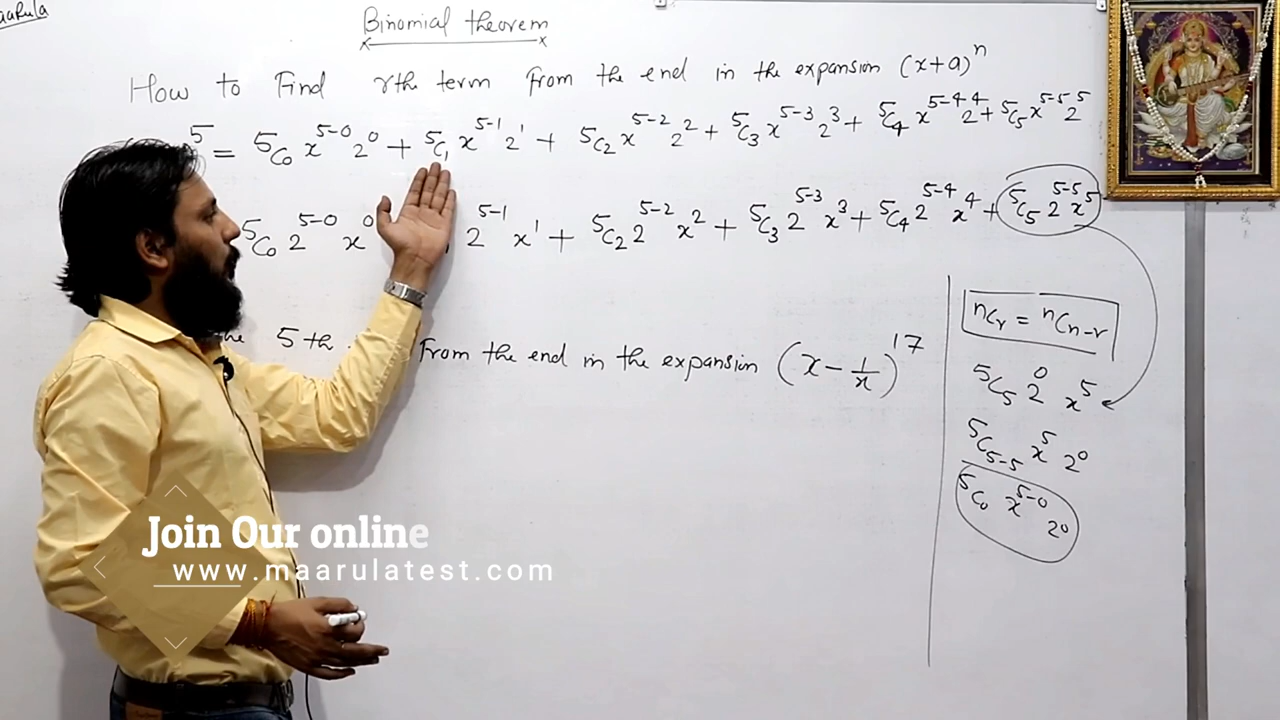 Binomial theorem
How to Find rth term From the end in the expansion (x+a)^n
5 = 5C0 x^5-0 2^0 + 5C1 x^5-1 2^1 + 5C2 x^5-2 2^2 + 5C3 x^5-3 2^3 + 5C4 x^5-4 2^4 + 5C5 x^5-5 2^5
5C0 2^5-0 x^0 2^5-1 x^1 + 5C2 2^5-2 x^2 + 5C3 2^5-3 x^3 + 5C4 2^5-4 x^4 + 5C5 2^5-5 x^5
5th From the end in the expansion (x - 1/x)^17
nCr = nCn-r
5C5 2^0 x^5
5C5-5 x^5 2^0
5C0 x^5-0 2^0
Join Our online
www.maarulatest.com